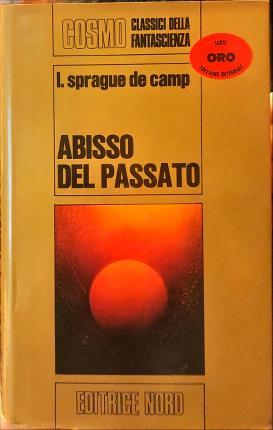 COSMO
CLASSICI DELLA
FANTASCIENZA
SERIE
ORO
EDIZIONE INTEGRALE
l. sprague de camp
ABISSO
DEL PASSATO
EDITRICE NORD